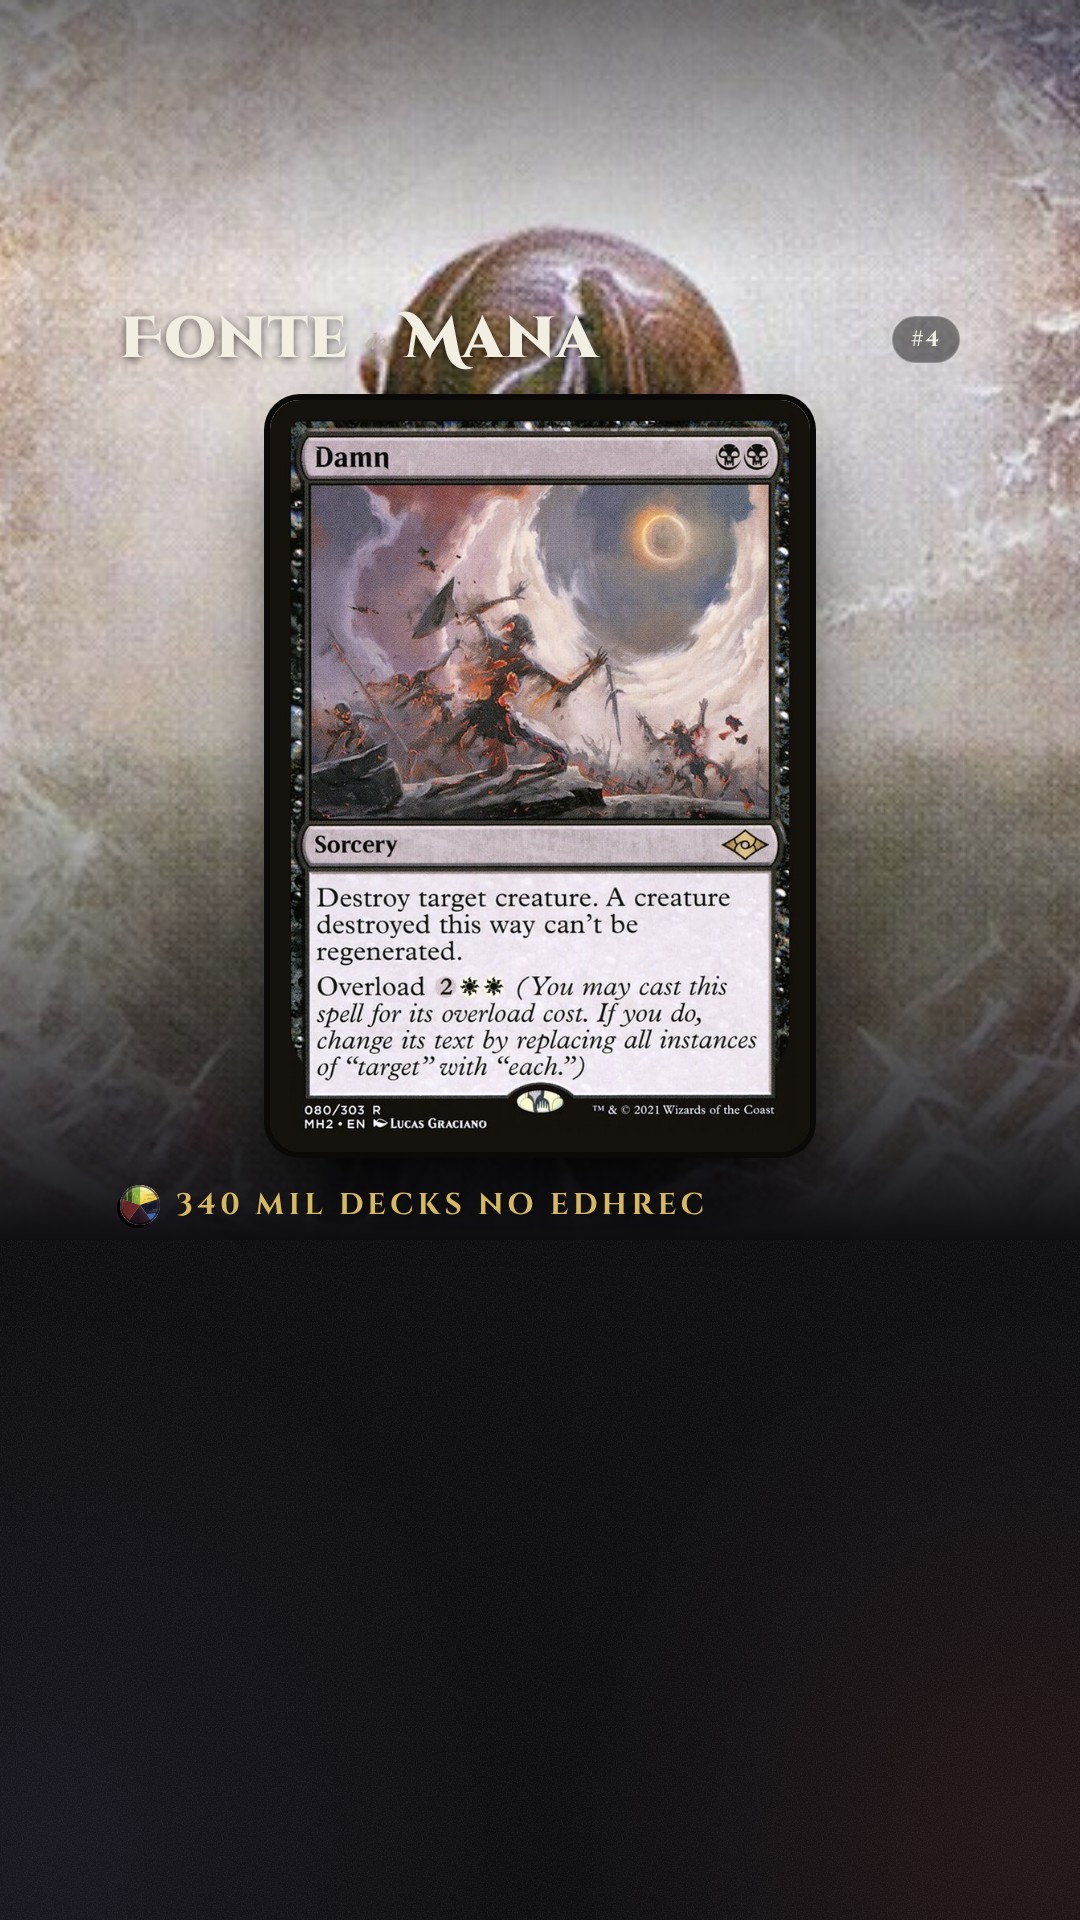 FONTE MANA
#4
Damn
Sorcery
Destroy target creature. A creature
destroyed this way can't be
regenerated.
Overload 2 (You may cast this
spell for its overload cost. If you do,
change its text by replacing all instances
of “target” with “each.”)
080/303 R
MH2 • EN LUCAS GRACIANO
™ & © 2021 Wizards of the Coast
340 MIL DECKS NO EDHREC